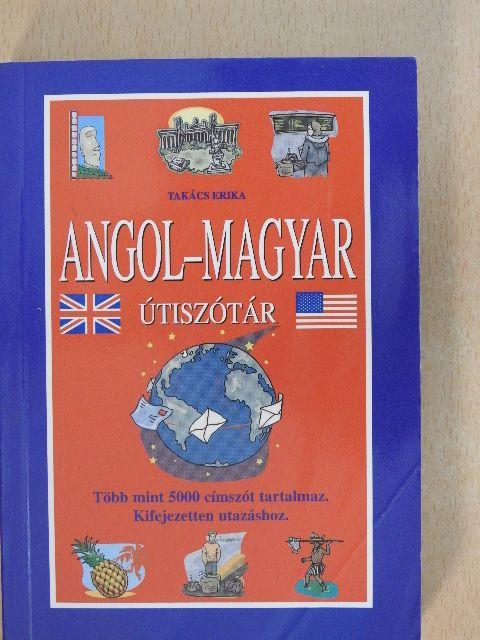 TAKÁCS ERIKA
ANGOL–MAGYAR
ÚTISZÓTÁR
Több mint 5000 címszót tartalmaz.
Kifejezetten utazáshoz.